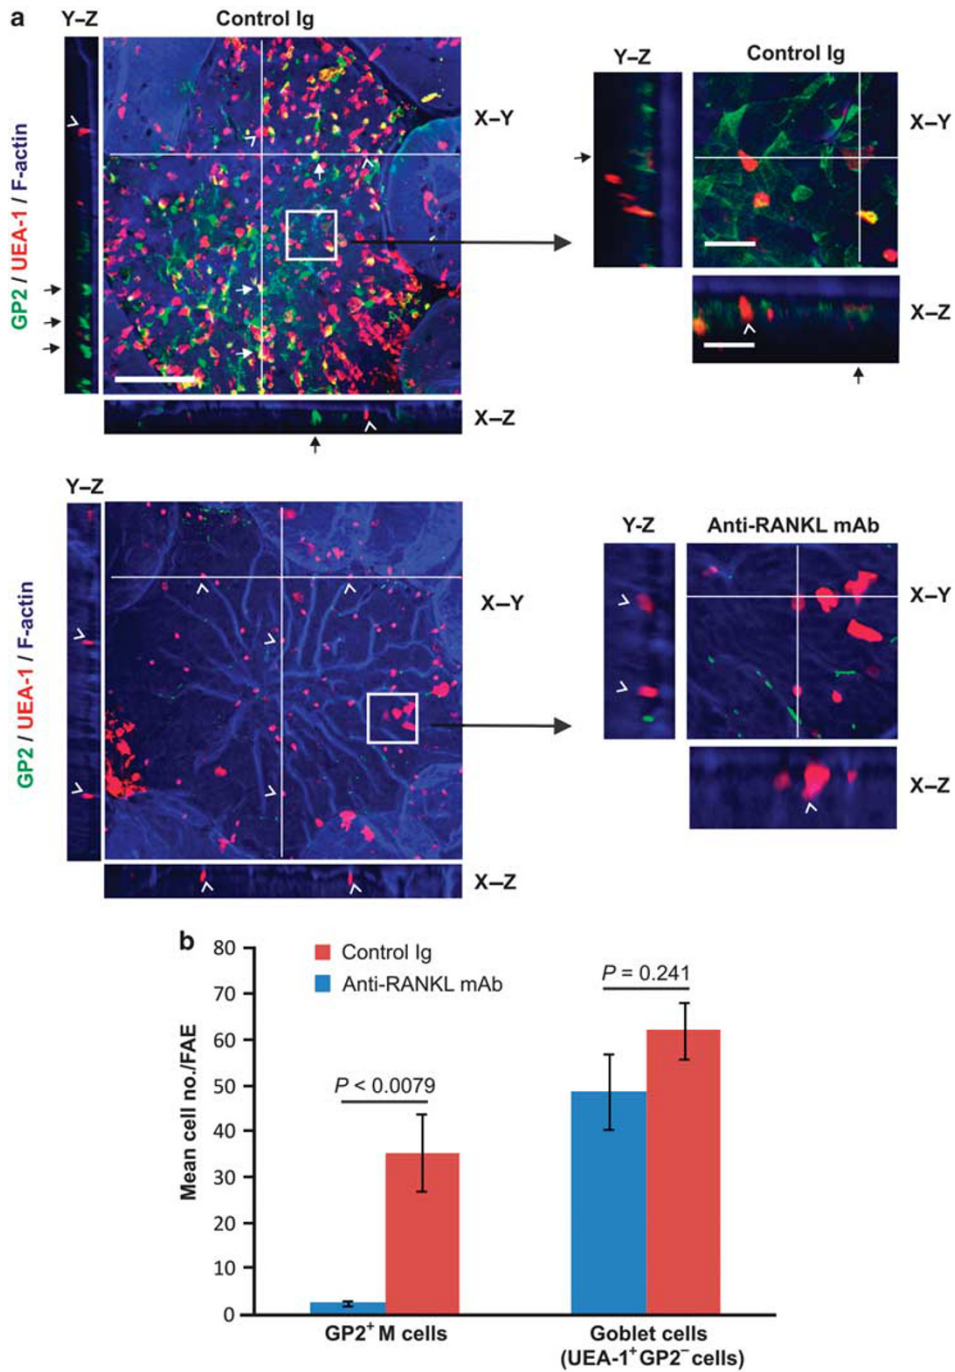 a
Y–Z
Control Ig
X–Y
GP2 / UEA-1 / F-actin
X–Z
Y–Z
Control Ig
X–Y
X–Z
Y–Z
X–Y
GP2 / UEA-1 / F-actin
X–Z
Y-Z
Anti-RANKL mAb
X–Y
X–Z
b
Control Ig
Anti-RANKL mAb
Mean cell no./FAE
80
70
60
50
40
30
20
10
0
P < 0.0079
P = 0.241
GP2⁺ M cells
Goblet cells
(UEA-1⁺GP2⁻cells)